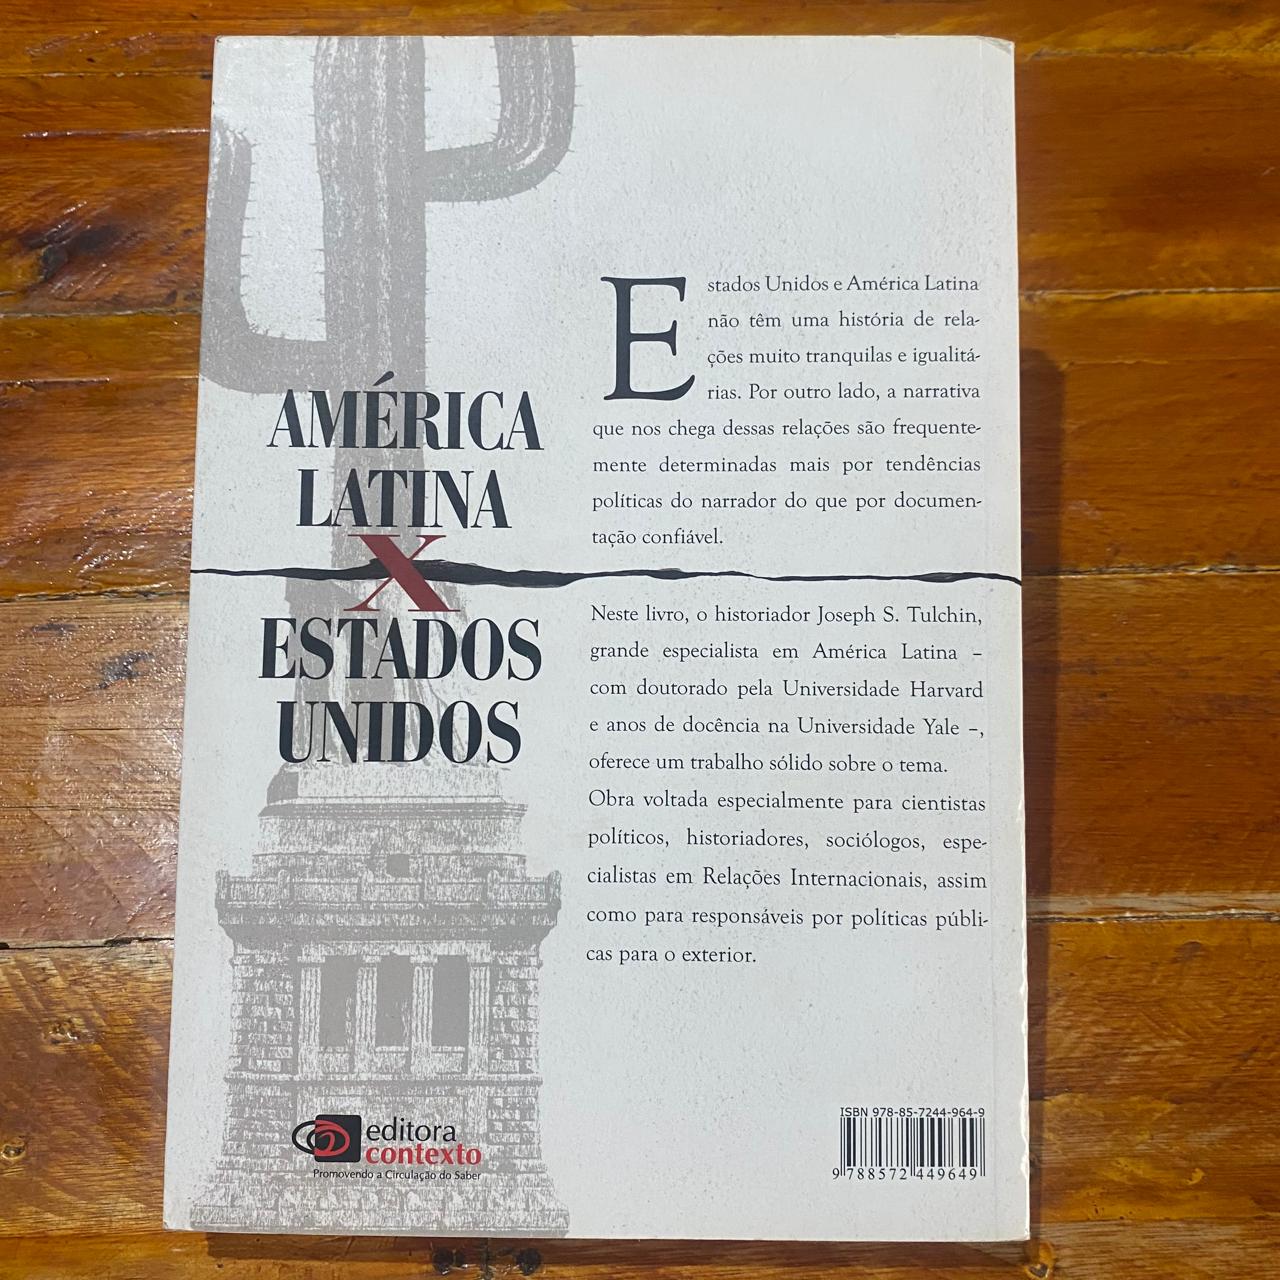 AMÉRICA
LATINA
X
ESTADOS
UNIDOS
Estados Unidos e América Latina
não têm uma história de rela-
ções muito tranquilas e igualitá-
rias. Por outro lado, a narrativa
que nos chega dessas relações são frequente-
mente determinadas mais por tendências
políticas do narrador do que por documen-
tação confiável.
Neste livro, o historiador Joseph S. Tulchin,
grande especialista em América Latina –
com doutorado pela Universidade Harvard
e anos de docência na Universidade Yale –,
oferece um trabalho sólido sobre o tema.
Obra voltada especialmente para cientistas
políticos, historiadores, sociólogos, espe-
cialistas em Relações Internacionais, assim
como para responsáveis por políticas públi-
cas para o exterior.
editora
contexto
Promovendo a Circulação do Saber
ISBN 978-85-7244-964-9
9 788572 449649